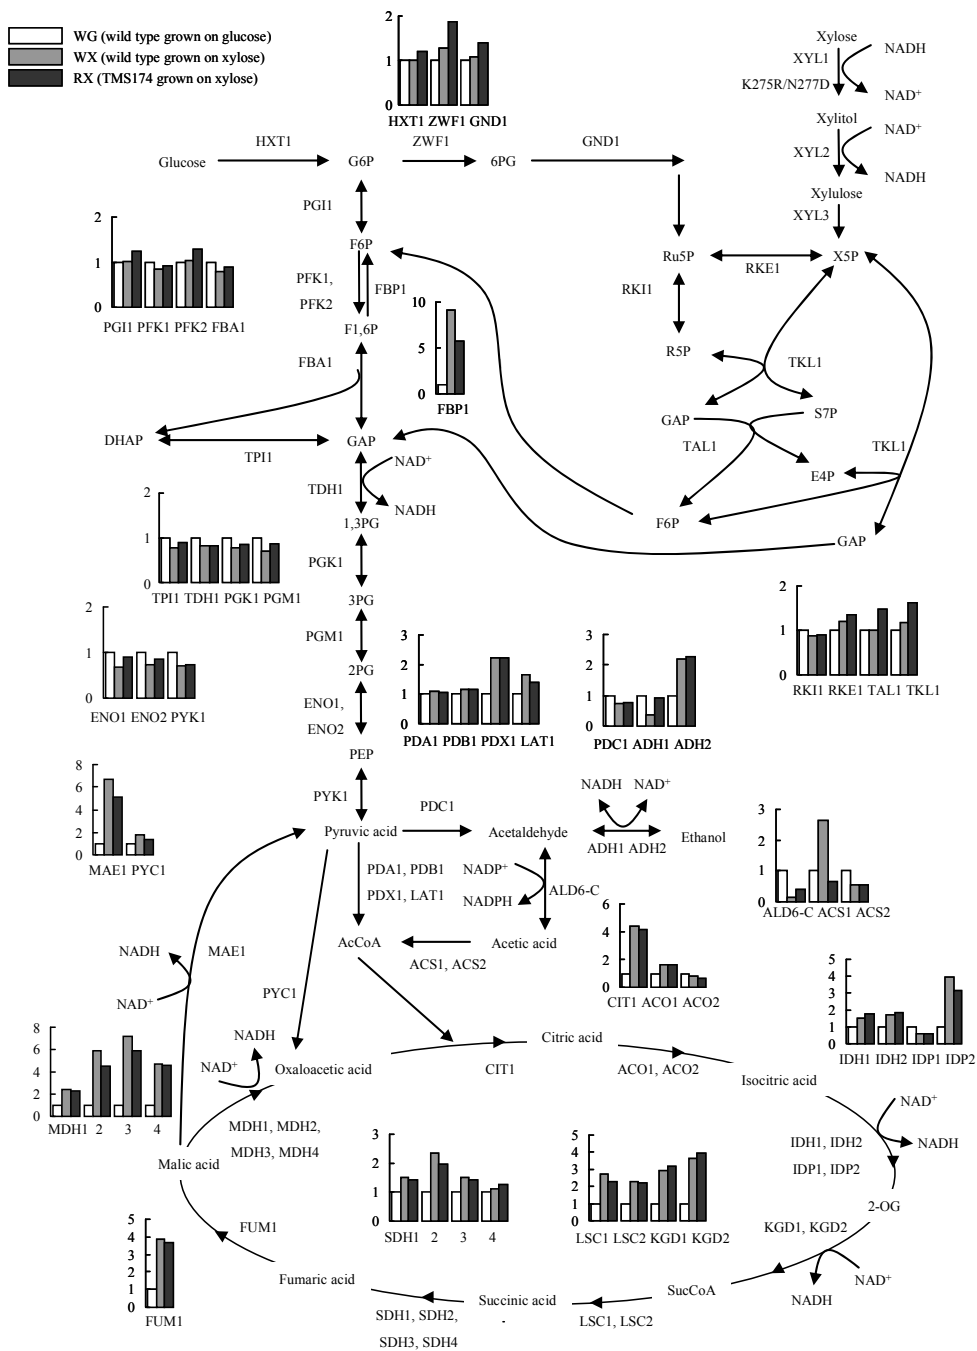 WG (wild type grown on glucose)
WX (wild type grown on xylose)
RX (TMS174 grown on xylose)
2
1
0
HXT1 ZWF1 GND1
Xylose
XYL1
K275R/N277D
NADH
NAD+
Xylitol
XYL2
NAD+
NADH
Xylulose
XYL3
Glucose
HXT1
G6P
ZWF1
6PG
GND1
PGI1
F6P
Ru5P
RKE1
X5P
2
1
0
PGI1 PFK1 PFK2 FBA1
PFK1,
PFK2
FBP1
RKI1
F1,6P
10
5
0
FBP1
R5P
TKL1
FBA1
GAP
S7P
TAL1
TKL1
DHAP
TPI1
GAP
NAD+
E4P
TDH1
NADH
2
1
0
TPI1 TDH1 PGK1 PGM1
1,3PG
F6P
GAP
PGK1
3PG
2
1
0
RKI1 RKE1 TAL1 TKL1
2
1
0
ENO1 ENO2 PYK1
PGM1
2PG
3
2
1
0
PDA1 PDB1 PDX1 LAT1
3
2
1
0
PDC1 ADH1 ADH2
ENO1,
ENO2
PEP
8
6
4
2
0
MAE1 PYC1
PYK1
PDC1
NADH NAD+
Pyruvic acid
Acetaldehyde
Ethanol
ADH1 ADH2
3
2
1
0
ALD6-C ACS1 ACS2
PDA1, PDB1
PDX1, LAT1
NADP+
NADPH
ALD6-C
6
4
2
0
CIT1 ACO1 ACO2
AcCoA
Acetic acid
ACS1, ACS2
NADH
MAE1
NAD+
PYC1
5
4
3
2
1
0
IDH1 IDH2 IDP1 IDP2
8
6
4
2
0
MDH1 2 3 4
NADH
NAD+
Oxaloacetic acid
CIT1
Citric acid
ACO1, ACO2
Isocitric acid
NAD+
NADH
MDH1, MDH2,
MDH3, MDH4
Malic acid
IDH1, IDH2
IDP1, IDP2
3
2
1
0
SDH1 2 3 4
5
4
3
2
1
0
LSC1 LSC2 KGD1 KGD2
2-OG
FUM1
KGD1, KGD2
5
4
3
2
1
0
FUM1
Fumaric acid
NAD+
NADH
SucCoA
Succinic acid
SDH1, SDH2,
SDH3, SDH4
LSC1, LSC2